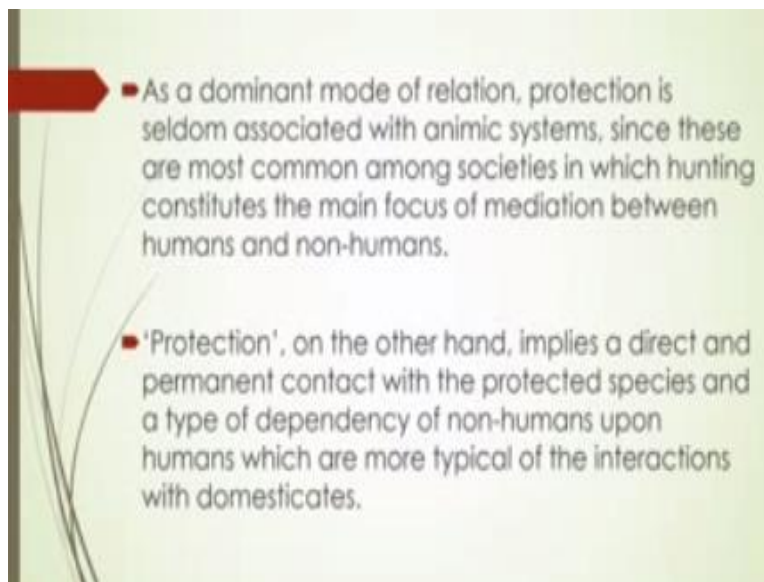 As a dominant mode of relation, protection is
seldom associated with animic systems, since these
are most common among societies in which hunting
constitutes the main focus of mediation between
humans and non-humans.
'Protection', on the other hand, implies a direct and
permanent contact with the protected species and
a type of dependency of non-humans upon
humans which are more typical of the interactions
with domesticates.